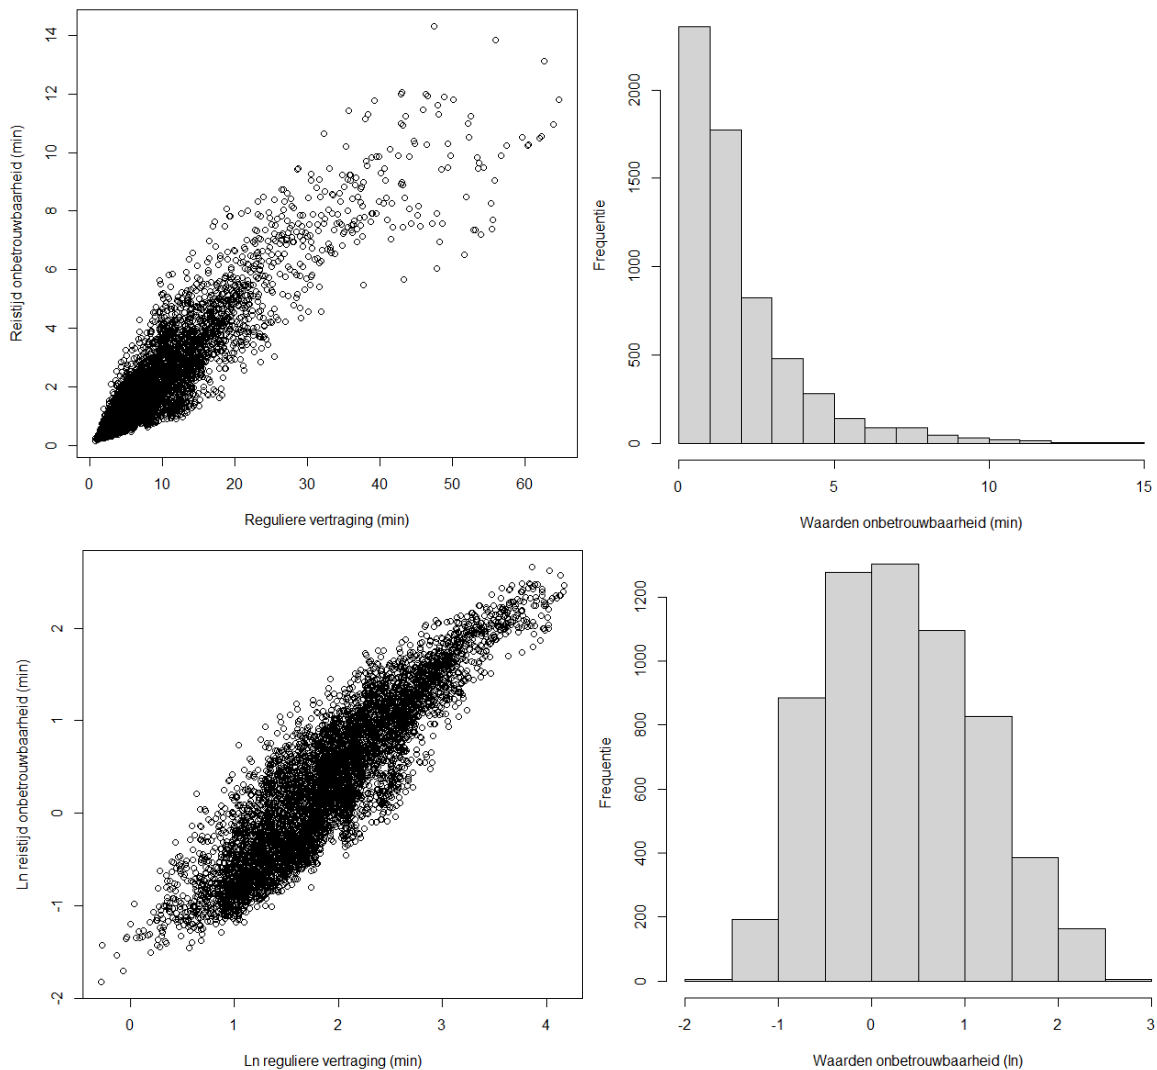 Reistijd onbetrouwbaarheid (min)
14
12
10
8
6
4
2
0
0 10 20 30 40 50 60
Reguliere vertraging (min)
Frequentie
2000
1500
1000
500
0
0 5 10 15
Waarden onbetrouwbaarheid (min)
Ln reistijd onbetrouwbaarheid (min)
2
1
0
-1
-2
0 1 2 3 4
Ln reguliere vertraging (min)
Frequentie
1200
1000
800
600
400
200
0
-2 -1 0 1 2 3
Waarden onbetrouwbaarheid (ln)